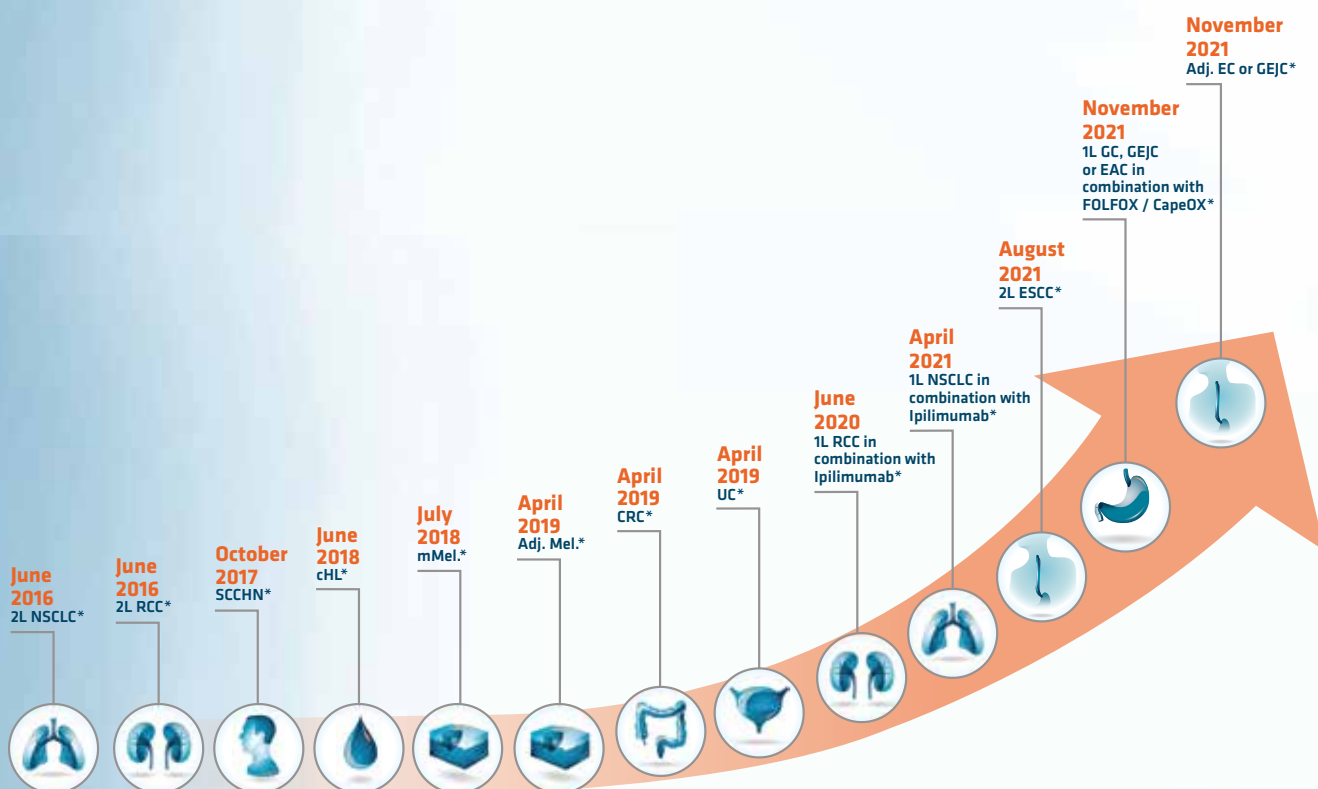 June
2016
2L NSCLC*
June
2016
2L RCC*
October
2017
SCCHN*
June
2018
cHL*
July
2018
mMel.*
April
2019
Adj. Mel.*
April
2019
CRC*
April
2019
UC*
June
2020
1L RCC in
combination with
Ipilimumab*
April
2021
1L NSCLC in
combination with
Ipilimumab*
August
2021
2L ESCC*
November
2021
1L GC, GEJC
or EAC in
combination with
FOLFOX / CapeOX*
November
2021
Adj. EC or GEJC*